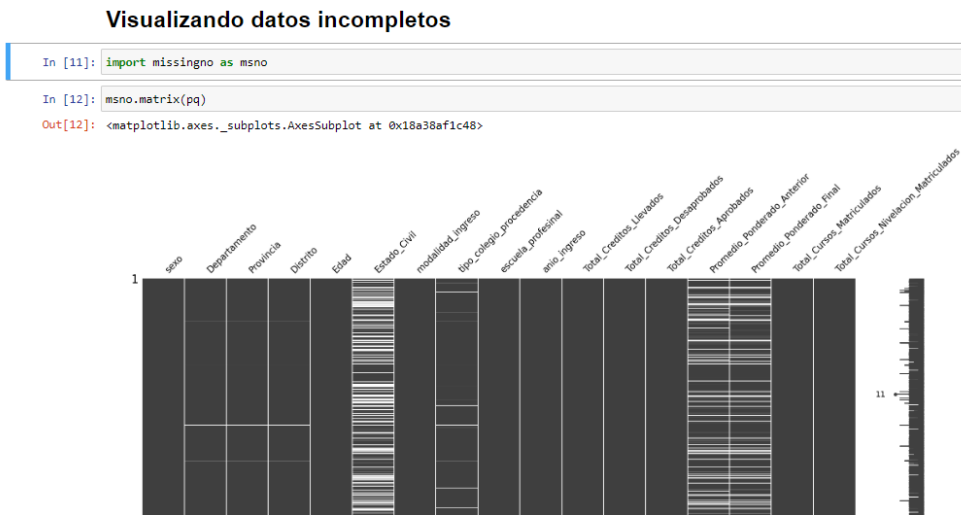 Visualizando datos incompletos
In [11]: import missingno as msno
In [12]: msno.matrix(pq)
Out[12]: <matplotlib.axes._subplots.AxesSubplot at 0x18a38af1c48>
sexo
Departamento
Provincia
Distrito
Edad
Estado_Civil
modalidad_ingreso
tipo_colegio_procedencia
escuela_profesinal
anio_ingreso
Total_Creditos_Llevados
Total_Creditos_Desaprobados
Total_Creditos_Aprobados
Promedio_Ponderado_Anterior
Promedio_Ponderado_Final
Total_Cursos_Matriculados
Total_Cursos_Nivelacion_Matriculados
1
11